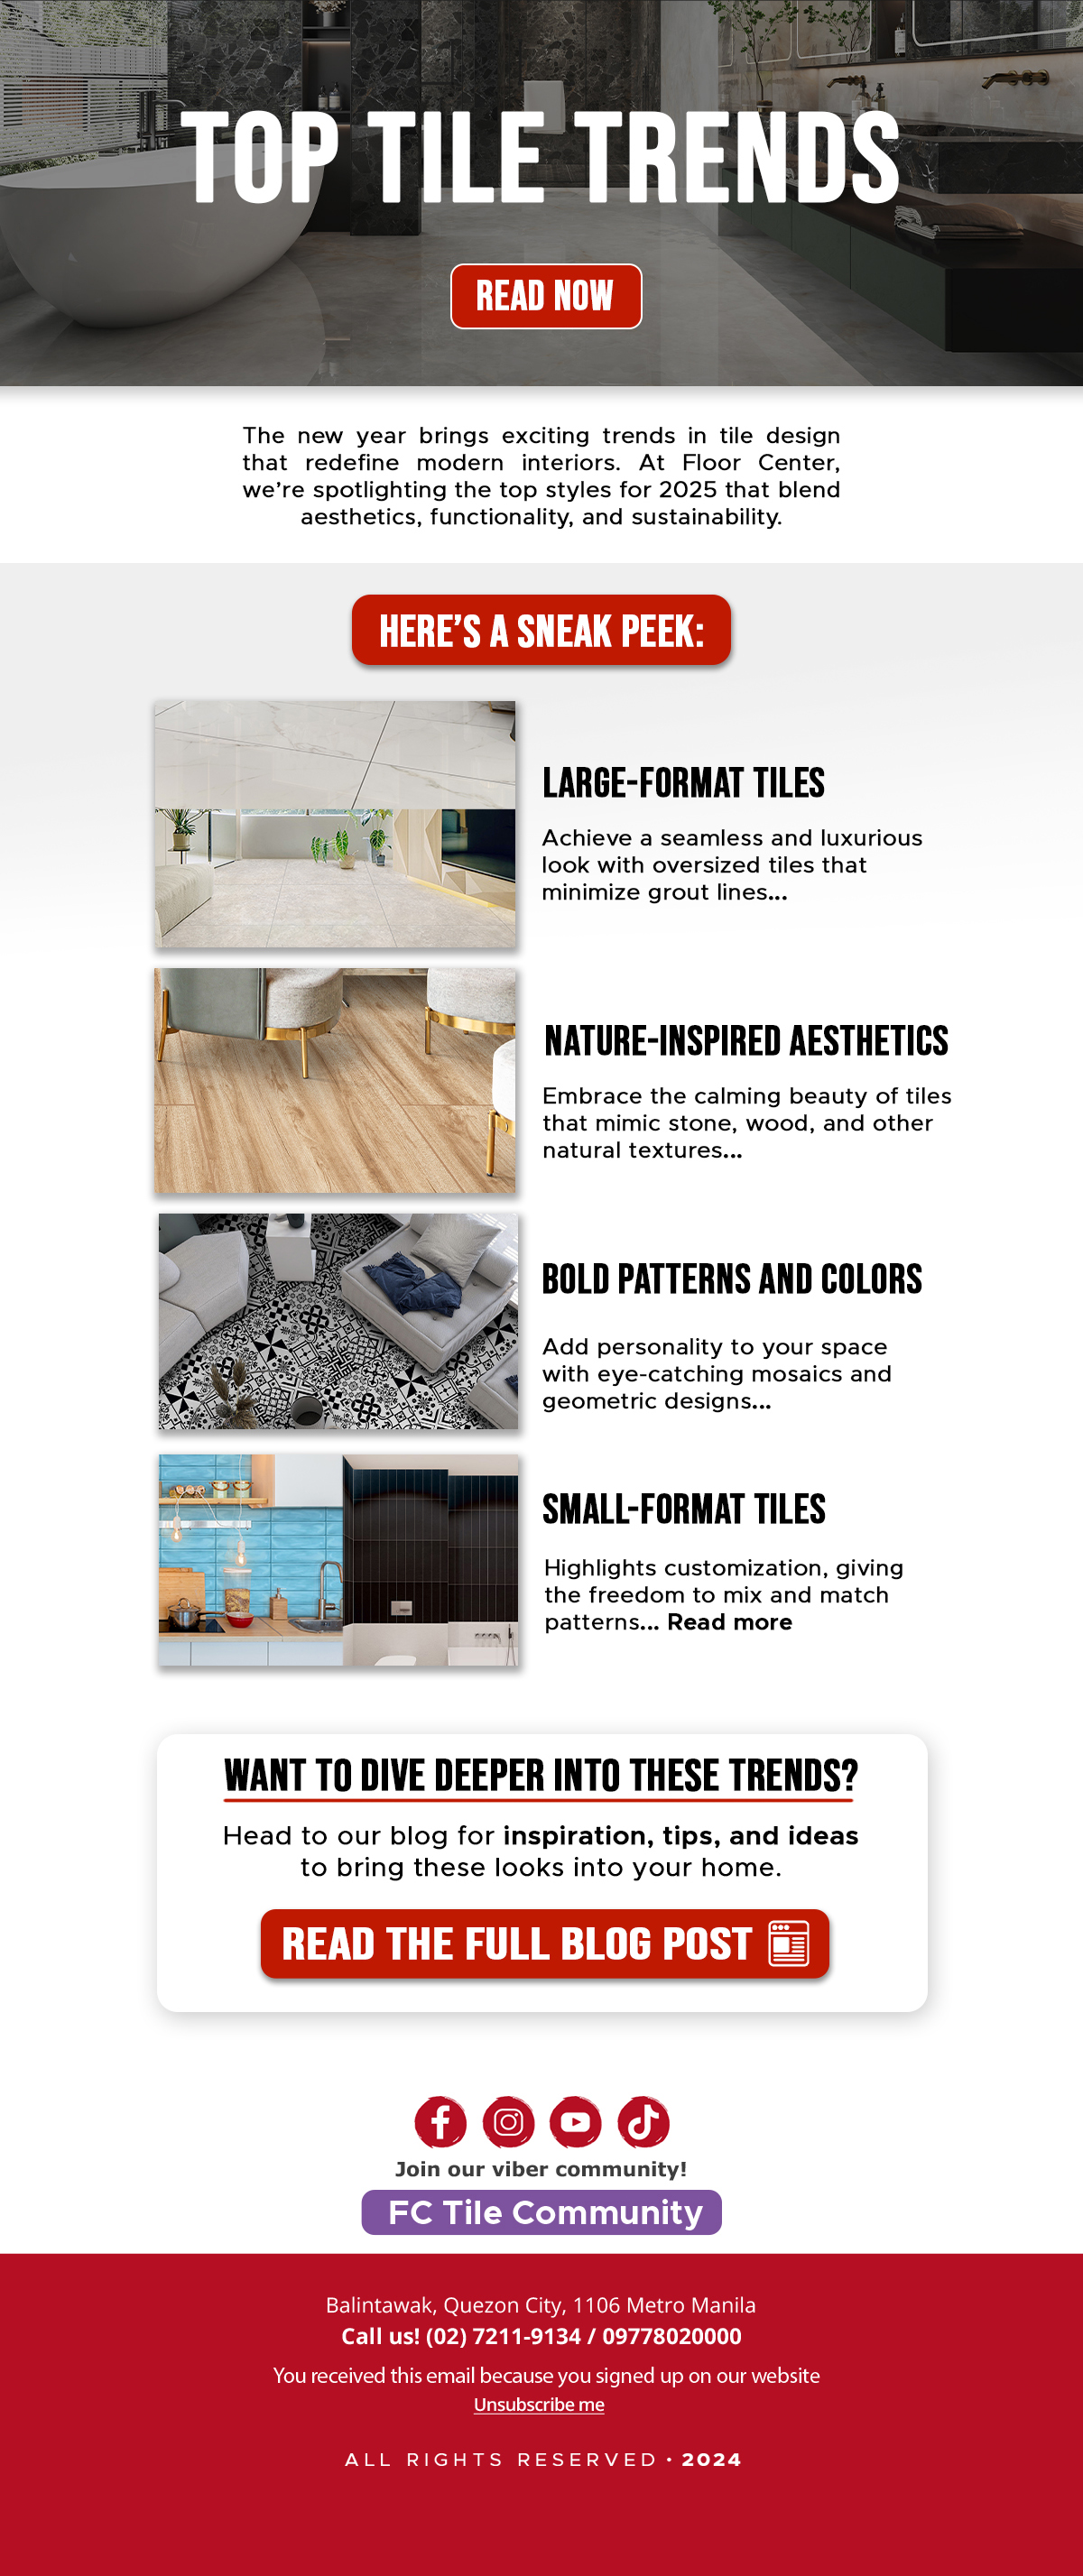 TOP TILE TRENDS
READ NOW
The new year brings exciting trends in tile design
that redefine modern interiors. At Floor Center,
we're spotlighting the top styles for 2025 that blend
aesthetics, functionality, and sustainability.
HERE'S A SNEAK PEEK:
LARGE-FORMAT TILES
Achieve a seamless and luxurious
look with oversized tiles that
minimize grout lines...
NATURE-INSPIRED AESTHETICS
Embrace the calming beauty of tiles
that mimic stone, wood, and other
natural textures...
BOLD PATTERNS AND COLORS
Add personality to your space
with eye-catching mosaics and
geometric designs...
SMALL-FORMAT TILES
Highlights customization, giving
the freedom to mix and match
patterns... Read more
WANT TO DIVE DEEPER INTO THESE TRENDS?
Head to our blog for inspiration, tips, and ideas
to bring these looks into your home.
READ THE FULL BLOG POST
Join our viber community!
FC Tile Community
Balintawak, Quezon City, 1106 Metro Manila
Call us! (02) 7211-9134 / 09778020000
You received this email because you signed up on our website
Unsubscribe me
ALL RIGHTS RESERVED • 2024